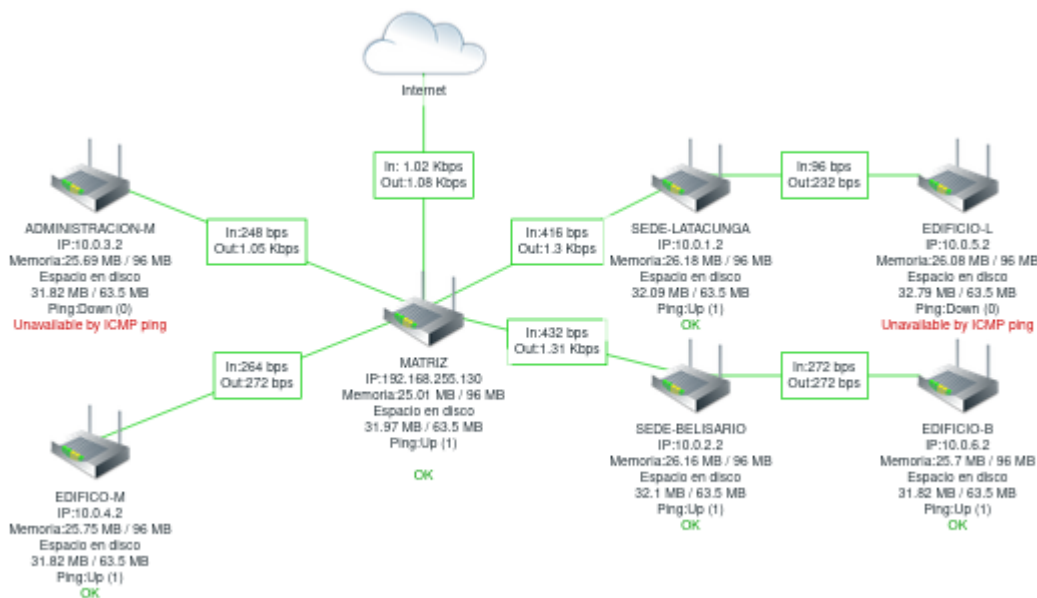 Internet
In: 1.02 Kbps
Out:1.08 Kbps
ADMINISTRACION-M
IP:10.0.3.2
Memoria:25.69 MB / 96 MB
Espacio en disco
31.82 MB / 63.5 MB
Ping:Down (0)
Unavailable by ICMP ping
In:248 bps
Out:1.05 Kbps
In:416 bps
Out:1.3 Kbps
SEDE-LATACUNGA
IP:10.0.1.2
Memoria:26.18 MB / 96 MB
Espacio en disco
32.09 MB / 63.5 MB
Ping:Up (1)
OK
In:96 bps
Out:232 bps
EDIFICIO-L
IP:10.0.5.2
Memoria:26.08 MB / 96 MB
Espacio en disco
32.79 MB / 63.5 MB
Ping:Down (0)
Unavailable by ICMP ping
In:264 bps
Out:272 bps
MATRIZ
IP:192.168.255.130
Memoria:25.01 MB / 96 MB
Espacio en disco
31.97 MB / 63.5 MB
Ping:Up (1)
OK
In:432 bps
Out:1.31 Kbps
SEDE-BELISARIO
IP:10.0.2.2
Memoria:26.16 MB / 96 MB
Espacio en disco
32.1 MB / 63.5 MB
Ping:Up (1)
OK
In:272 bps
Out:272 bps
EDIFICIO-B
IP:10.0.6.2
Memoria:25.7 MB / 96 MB
Espacio en disco
31.82 MB / 63.5 MB
Ping:Up (1)
OK
EDIFICO-M
IP:10.0.4.2
Memoria:25.75 MB / 96 MB
Espacio en disco
31.82 MB / 63.5 MB
Ping:Up (1)
OK